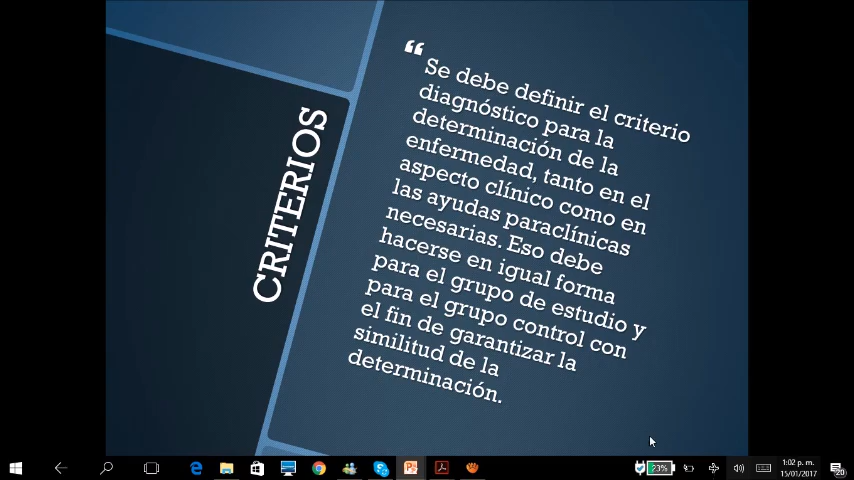 CRITERIOS
“
Se debe definir el criterio
diagnóstico para la
determinación de la
enfermedad, tanto en el
aspecto clínico como en
las ayudas paraclínicas
necesarias. Eso debe
hacerse en igual forma
para el grupo de estudio y
para el grupo control con
el fin de garantizar la
similitud de la
determinación.
23%
1:02 p. m.
15/01/2017
20